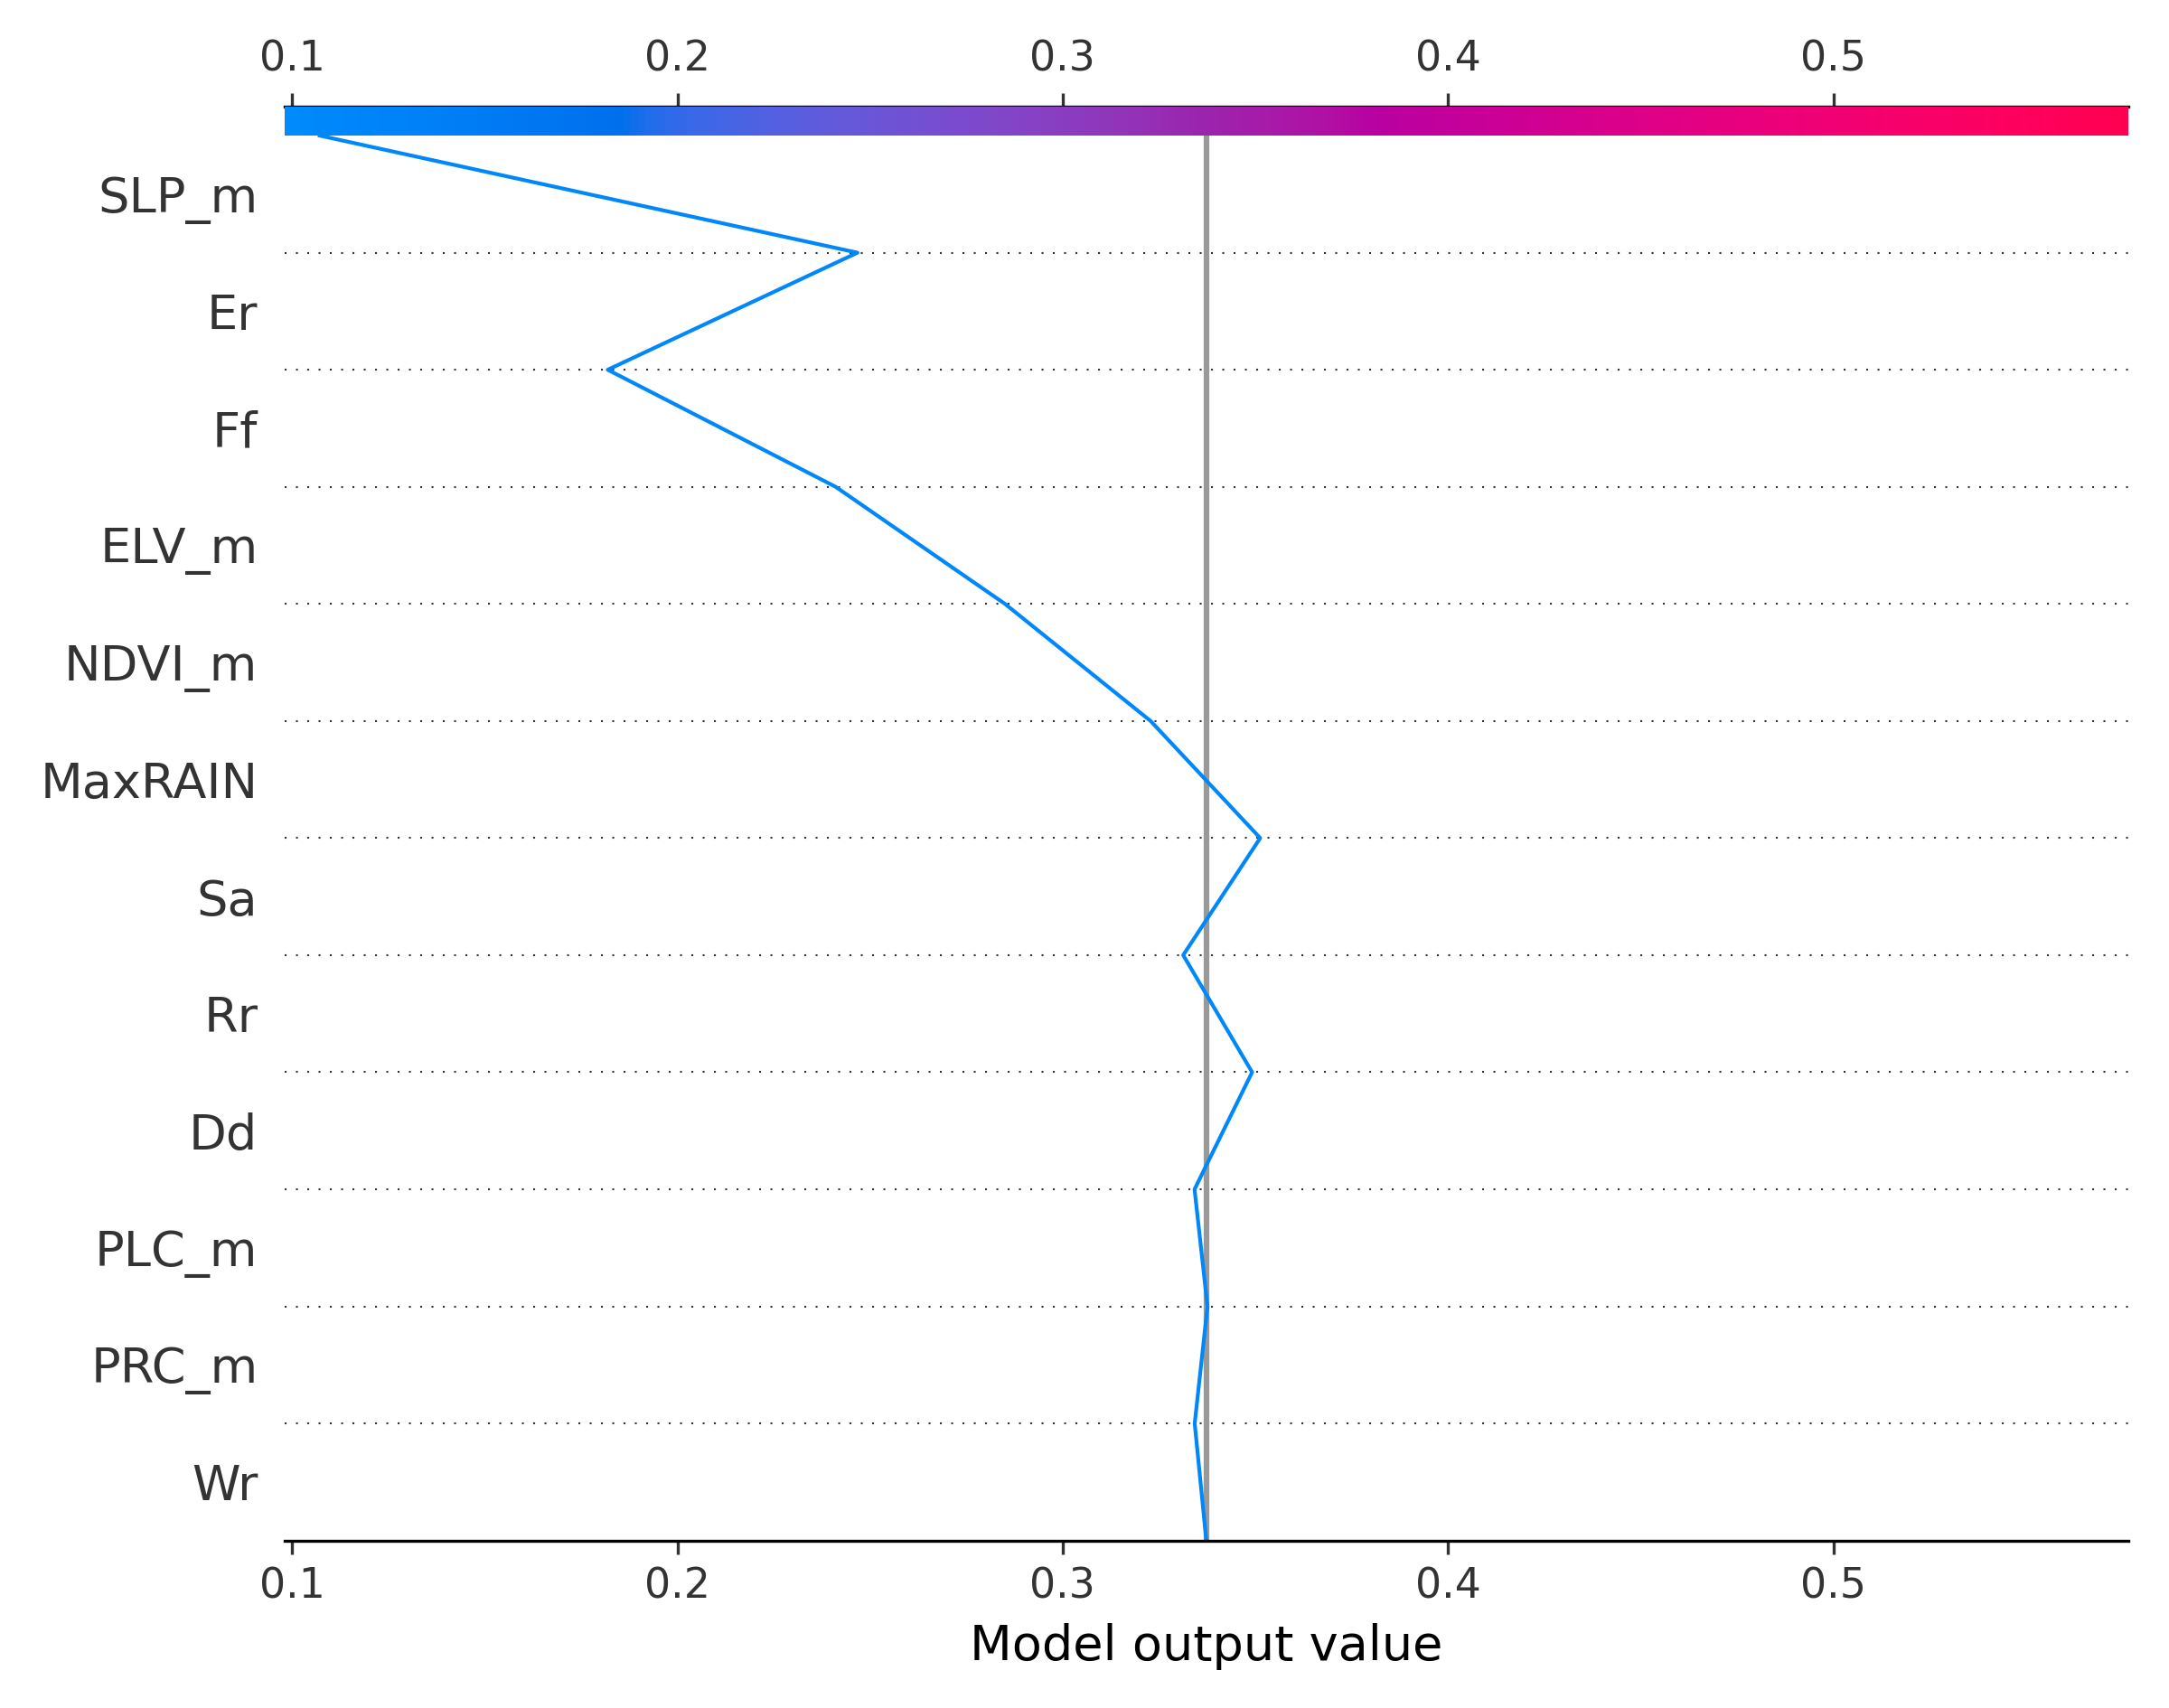 0.1 0.2 0.3 0.4 0.5
SLP_m
Er
Ff
ELV_m
NDVI_m
MaxRAIN
Sa
Rr
Dd
PLC_m
PRC_m
Wr
0.1 0.2 0.3 0.4 0.5
Model output value